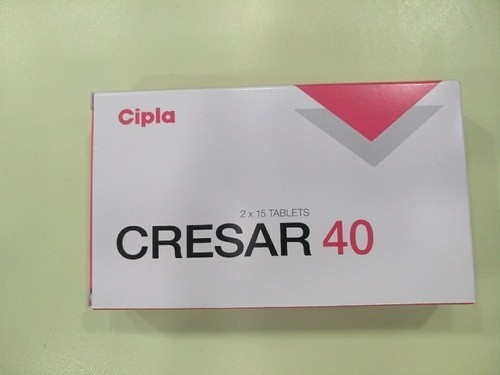 Cipla
2 x 15 TABLETS
CRESAR 40